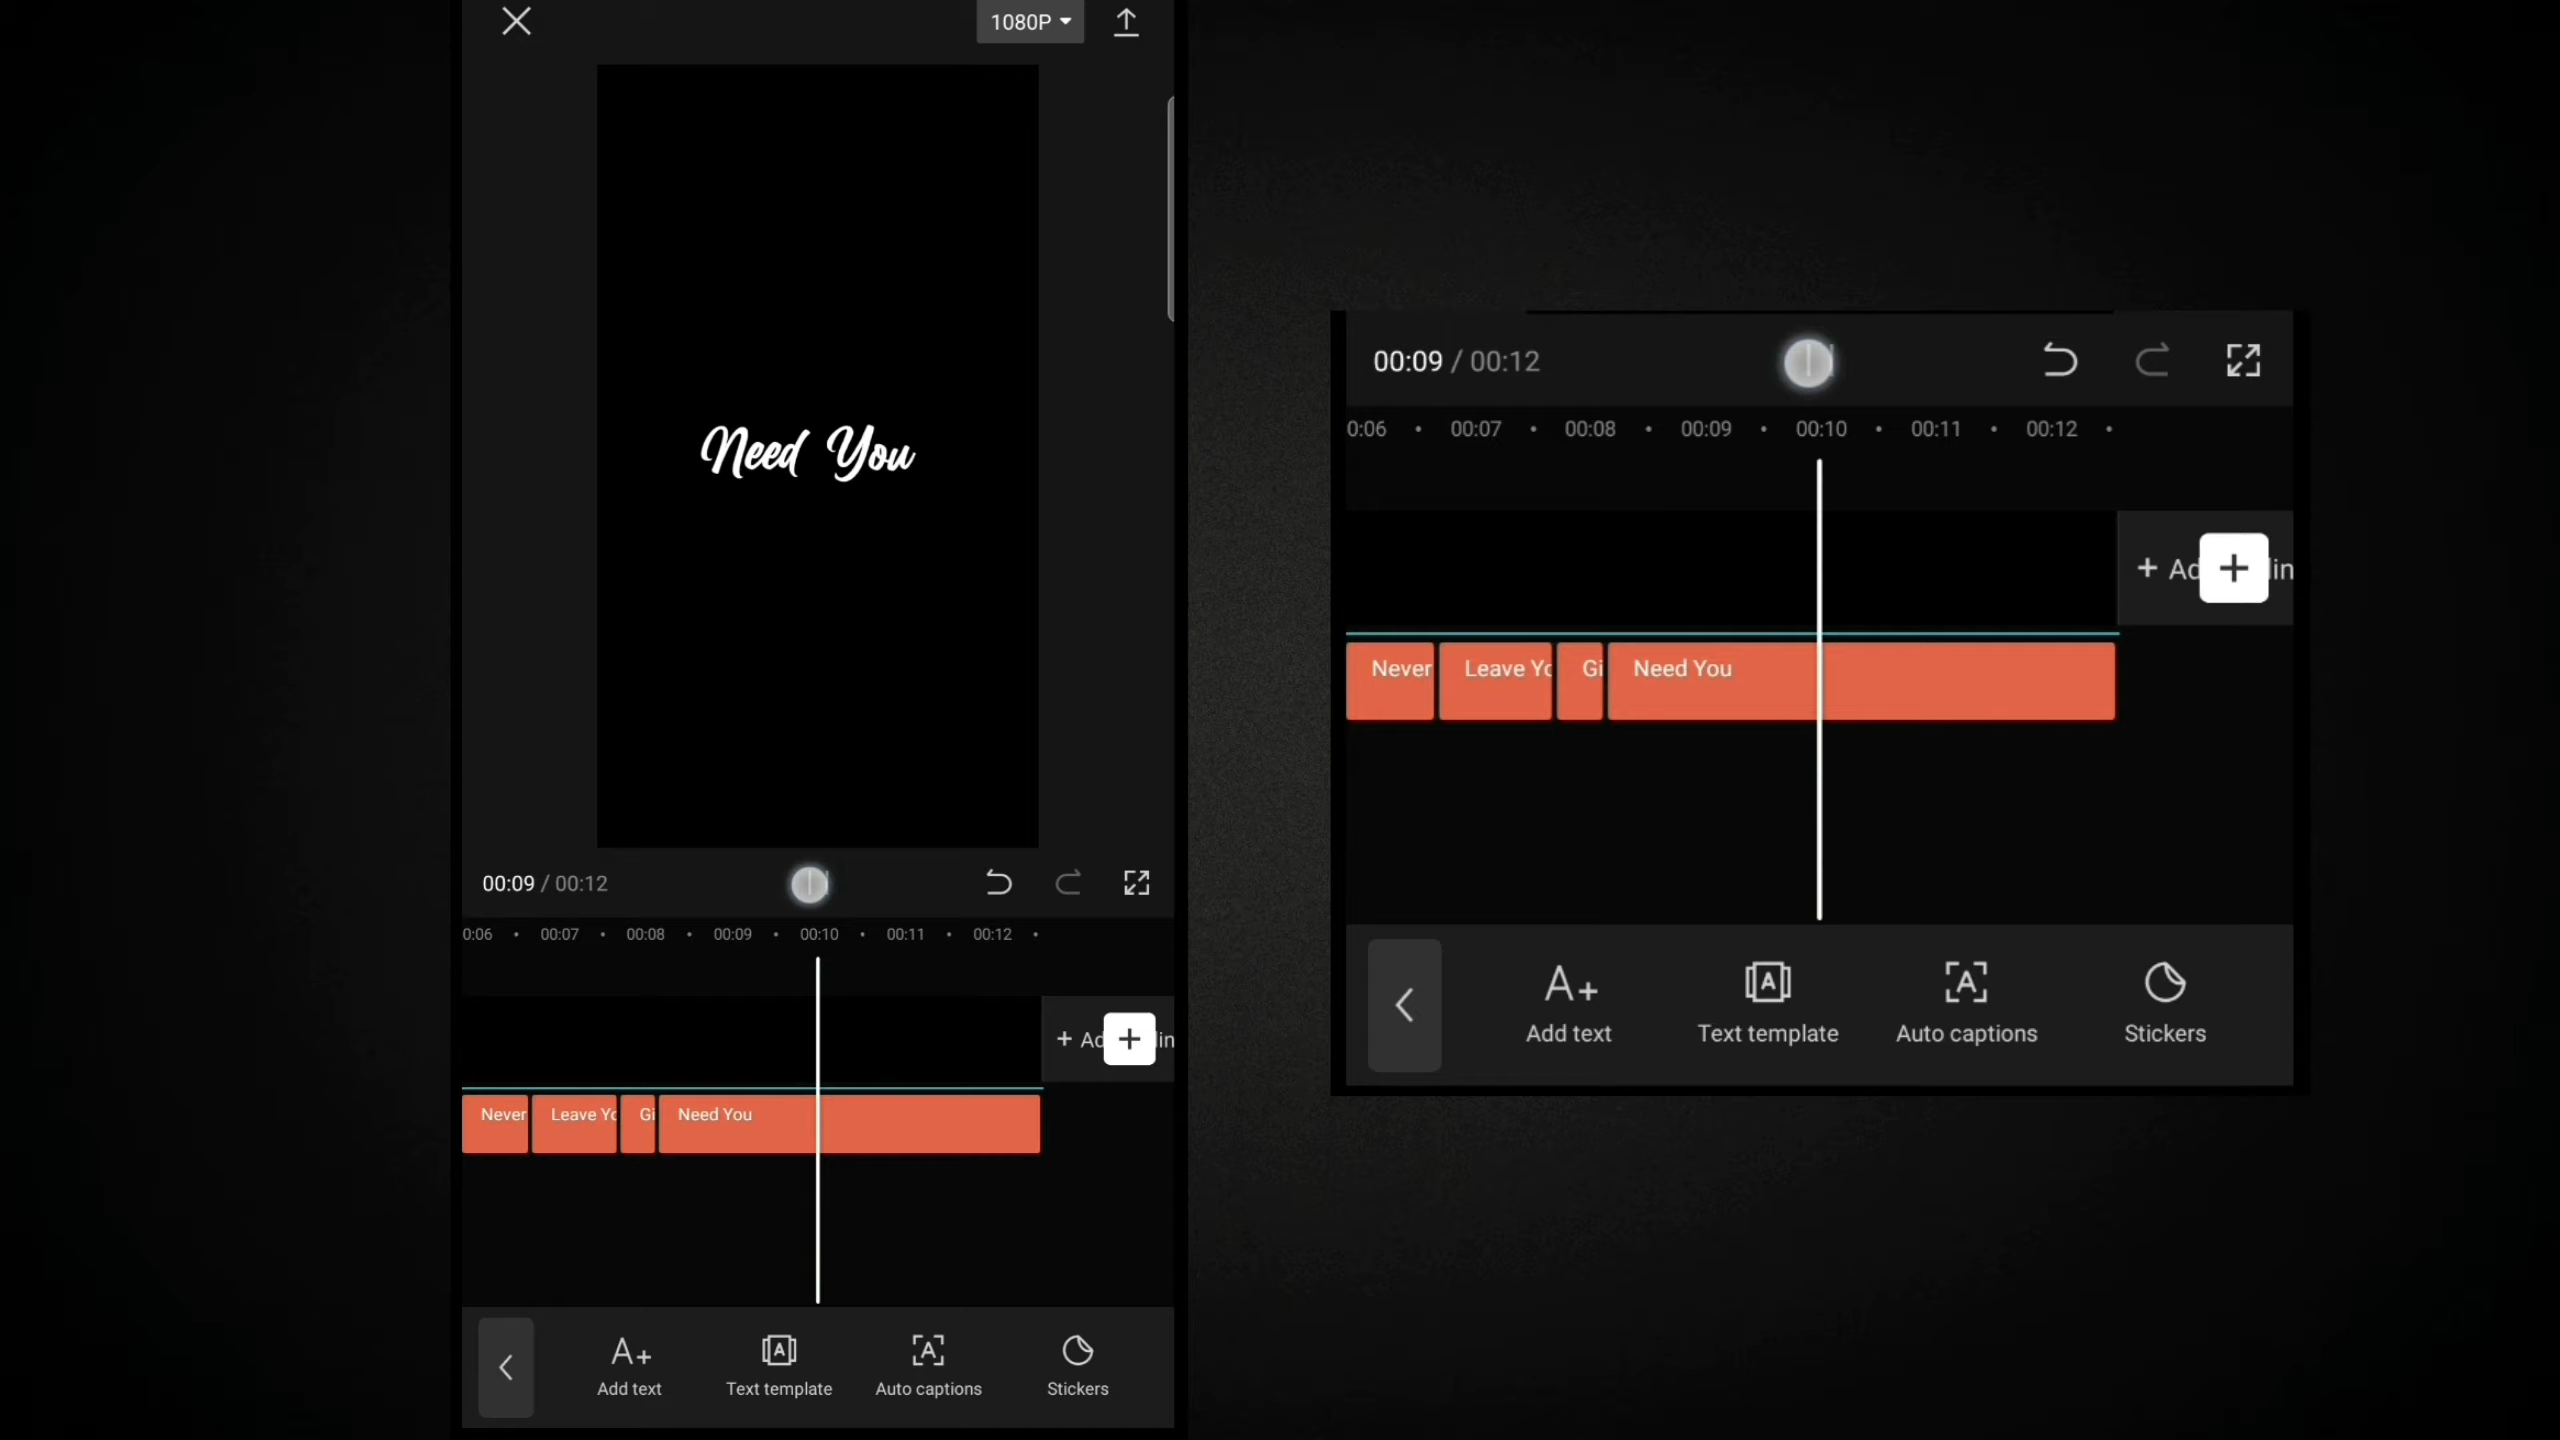 1080P
Need You
00:09 / 00:12
0:06 • 00:07 • 00:08 • 00:09 • 00:10 • 00:11 • 00:12 •
+ Ad + lin
Never Leave Yo Gi Need You
A+ A A
Add text Text template Auto captions Stickers
00:09 / 00:12
0:06 • 00:07 • 00:08 • 00:09 • 00:10 • 00:11 • 00:12 •
+ Ad + lin
Never Leave Yo Gi Need You
A+ A A
Add text Text template Auto captions Stickers